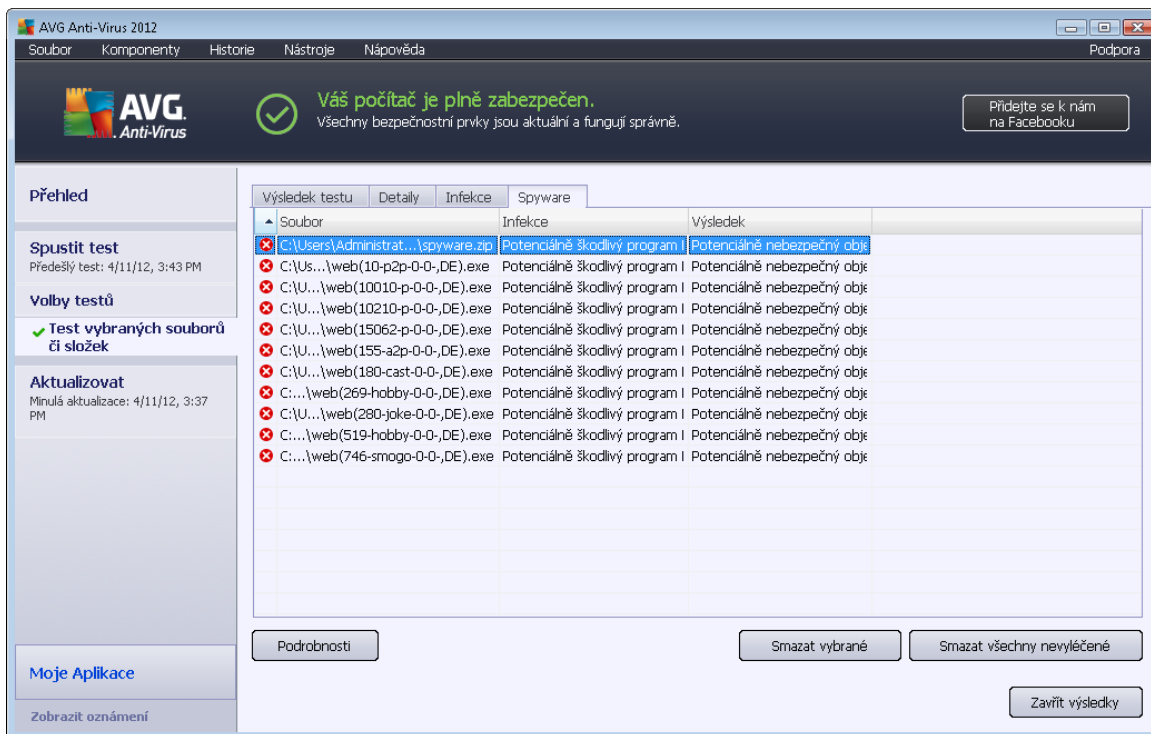 AVG Anti-Virus 2012
Soubor Komponenty Historie Nástroje Nápověda Podpora
AVG. Anti-Virus
Váš počítač je plně zabezpečen.
Všechny bezpečnostní prvky jsou aktuální a fungují správně.
Přidejte se k nám
na Facebooku
Přehled
Spustit test
Předešlý test: 4/11/12, 3:43 PM
Volby testů
Test vybraných souborů
či složek
Aktualizovat
Minulá aktualizace: 4/11/12, 3:37
PM
Moje Aplikace
Zobrazit oznámení
Výsledek testu Detaily Infekce Spyware
Soubor Infekce Výsledek
C:\Users\Administrat...\spyware.zip Potenciálně škodlivý program I Potenciálně nebezpečný obje
C:\Us...\web(10-p2p-0-0-,DE).exe Potenciálně škodlivý program I Potenciálně nebezpečný obje
C:\U...\web(10010-p-0-0-,DE).exe Potenciálně škodlivý program I Potenciálně nebezpečný obje
C:\U...\web(10210-p-0-0-,DE).exe Potenciálně škodlivý program I Potenciálně nebezpečný obje
C:\U...\web(15062-p-0-0-,DE).exe Potenciálně škodlivý program I Potenciálně nebezpečný obje
C:\U...\web(155-a2p-0-0-,DE).exe Potenciálně škodlivý program I Potenciálně nebezpečný obje
C:\U...\web(180-cast-0-0-,DE).exe Potenciálně škodlivý program I Potenciálně nebezpečný obje
C:...\web(269-hobby-0-0-,DE).exe Potenciálně škodlivý program I Potenciálně nebezpečný obje
C:\U...\web(280-joke-0-0-,DE).exe Potenciálně škodlivý program I Potenciálně nebezpečný obje
C:...\web(519-hobby-0-0-,DE).exe Potenciálně škodlivý program I Potenciálně nebezpečný obje
C:...\web(746-smogo-0-0-,DE).exe Potenciálně škodlivý program I Potenciálně nebezpečný obje
Podrobnosti Smazat vybrané Smazat všechny nevyléčené
Zavřít výsledky